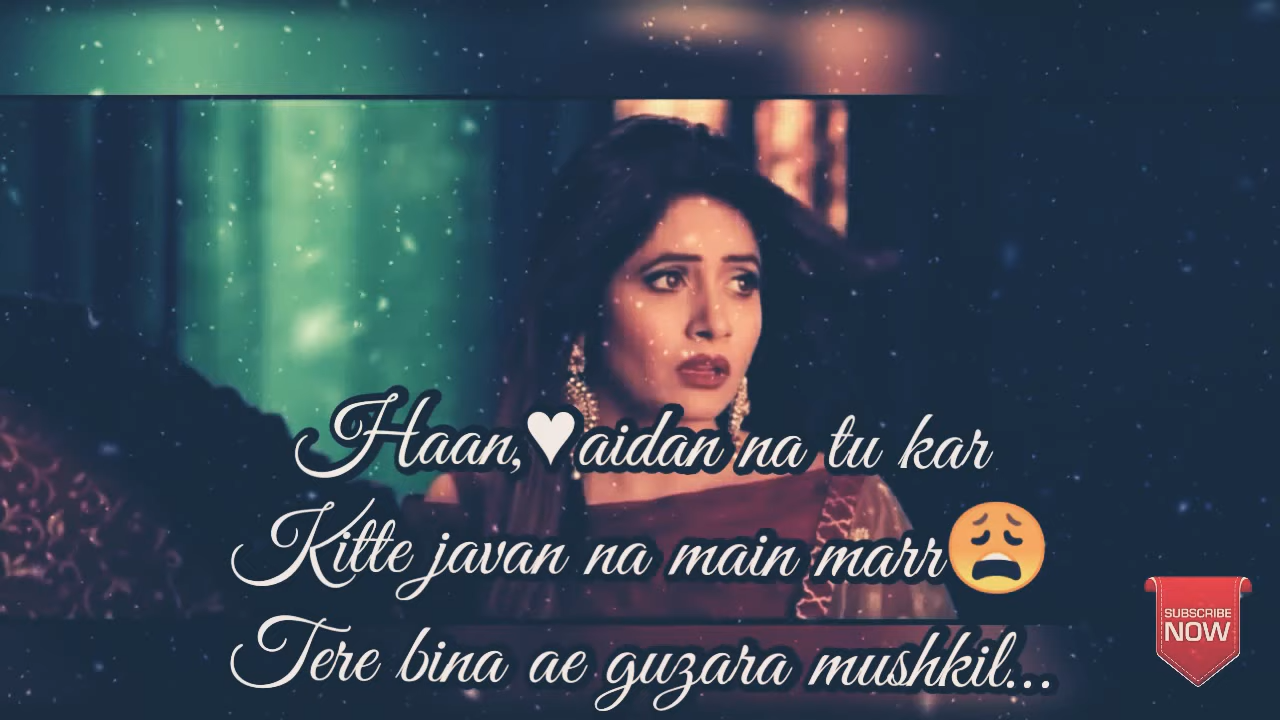 Haan,♥aidan na tu kar
Kitte javan na main marr😩
Tere bina ae guzara mushkil...
SUBSCRIBE
NOW